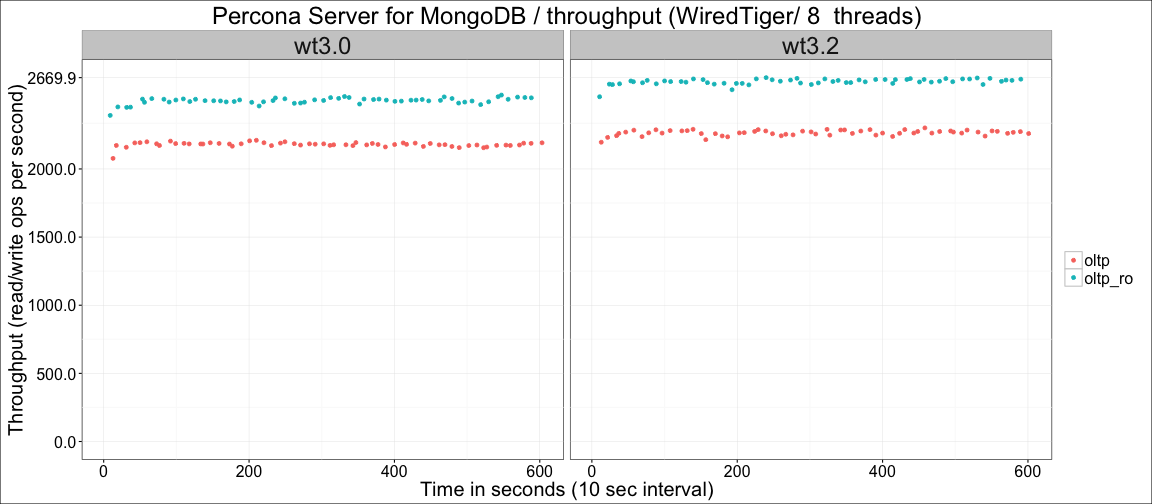 Percona Server for MongoDB / throughput (WiredTiger/ 8  threads)
wt3.0
wt3.2
Throughput (read/write ops per second)
2669.9
2000.0
1500.0
1000.0
500.0
0.0
0 200 400 600
0 200 400 600
Time in seconds (10 sec interval)
oltp
oltp_ro